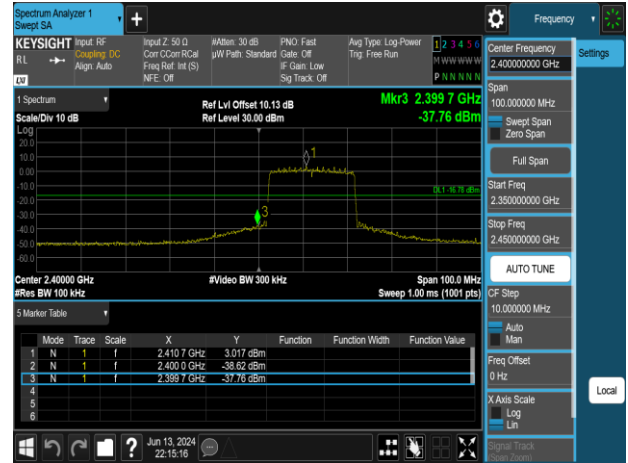 Spectrum Analyzer 1
Swept SA
+
Frequency
KEYSIGHT
RL
Input: RF
Coupling: DC
Align: Auto
Input Z: 50 Ω
Corr CCorr RCal
Freq Ref: Int (S)
NFE: Off
#Atten: 30 dB
µW Path: Standard
PNO: Fast
Gate: Off
IF Gain: Low
Sig Track: Off
Avg Type: Log-Power
Trig: Free Run
1 2 3 4 5 6
M W W W W W
P N N N N N
LXI
1 Spectrum
Scale/Div 10 dB
Ref Lvl Offset 10.13 dB
Ref Level 30.00 dBm
Mkr3 2.399 7 GHz
-37.76 dBm
Log
20.0
10.0
0.00
-10.0
-20.0
-30.0
-40.0
-50.0
-60.0
1
DL1 -16.78 dBm
3
Center 2.40000 GHz
#Video BW 300 kHz
Span 100.0 MHz
#Res BW 100 kHz
Sweep 1.00 ms (1001 pts)
5 Marker Table
Mode Trace Scale X Y Function Function Width Function Value
1 N 1 f 2.410 7 GHz 3.017 dBm
2 N 1 f 2.400 0 GHz -38.62 dBm
3 N 1 f 2.399 7 GHz -37.76 dBm
4
5
6
?
Jun 13, 2024
22:15:16
Center Frequency
2.400000000 GHz
Settings
Span
100.000000 MHz
Swept Span
Zero Span
Full Span
Start Freq
2.350000000 GHz
Stop Freq
2.450000000 GHz
AUTO TUNE
CF Step
10.000000 MHz
Auto
Man
Freq Offset
0 Hz
X Axis Scale
Log
Lin
Local
Signal Track
(Span Zoom)